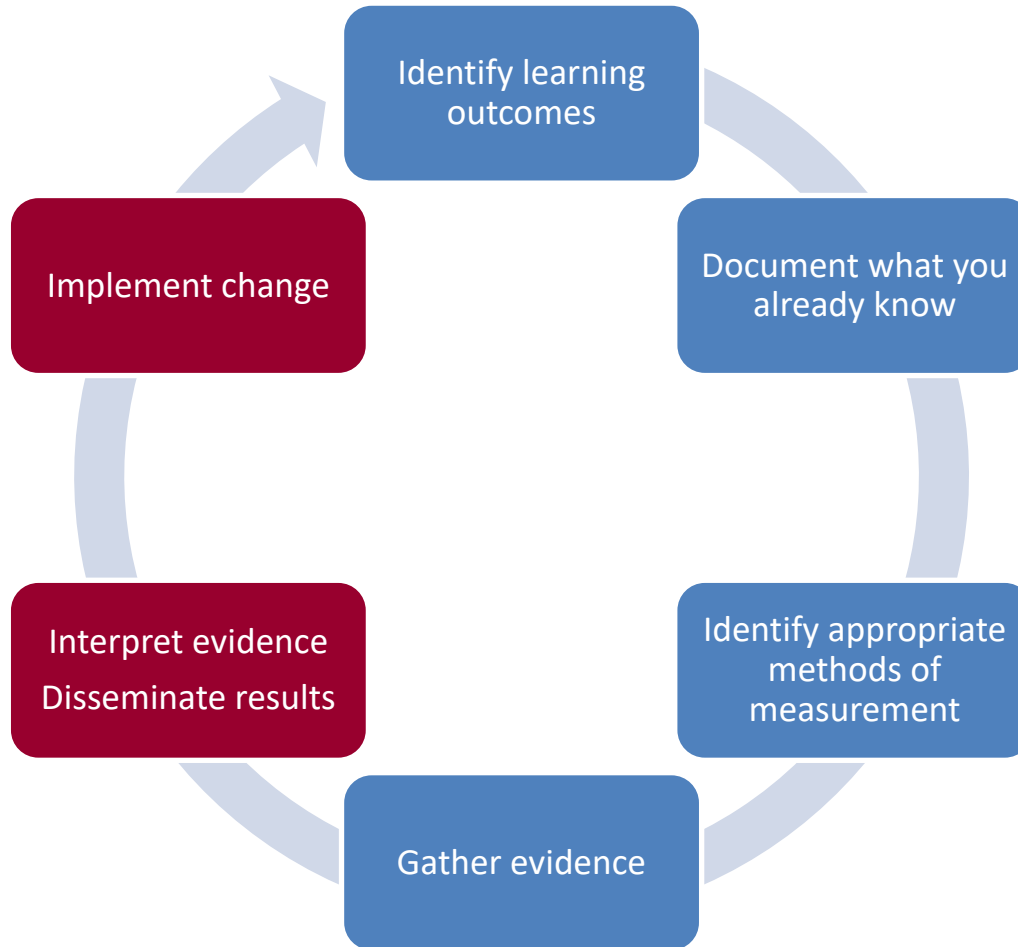 Identify learning
outcomes
Document what you
already know
Identify appropriate
methods of
measurement
Gather evidence
Interpret evidence
Disseminate results
Implement change